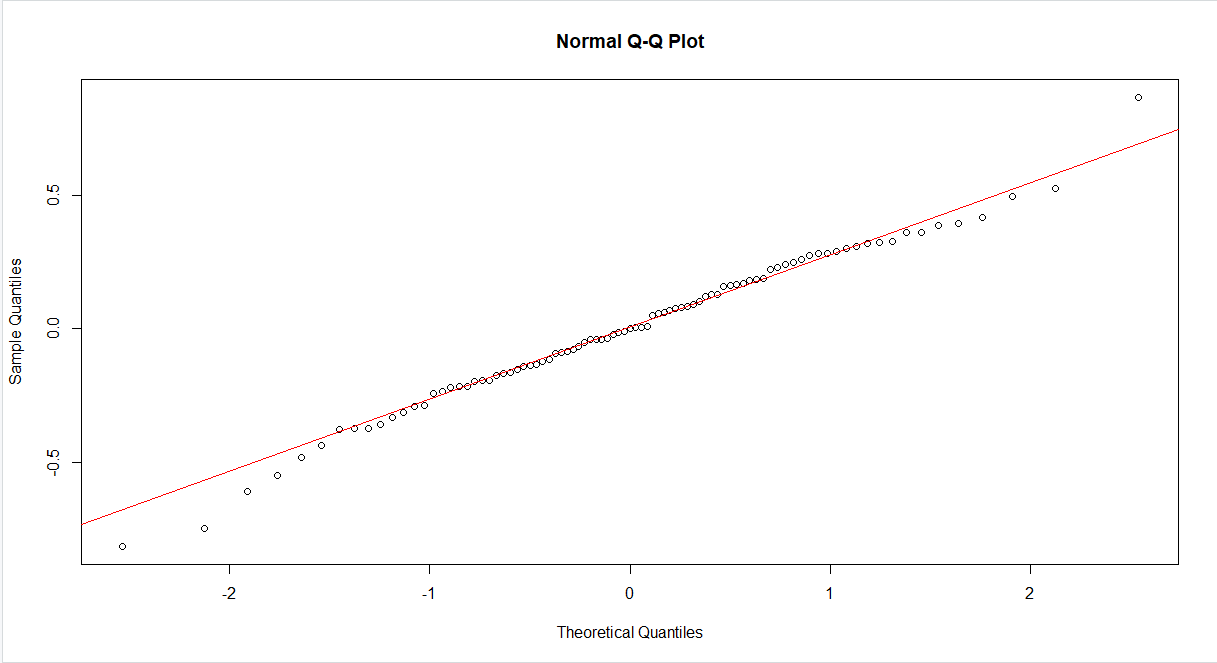 Normal Q-Q Plot
Sample Quantiles
0.5
0.0
-0.5
-2 -1 0 1 2
Theoretical Quantiles